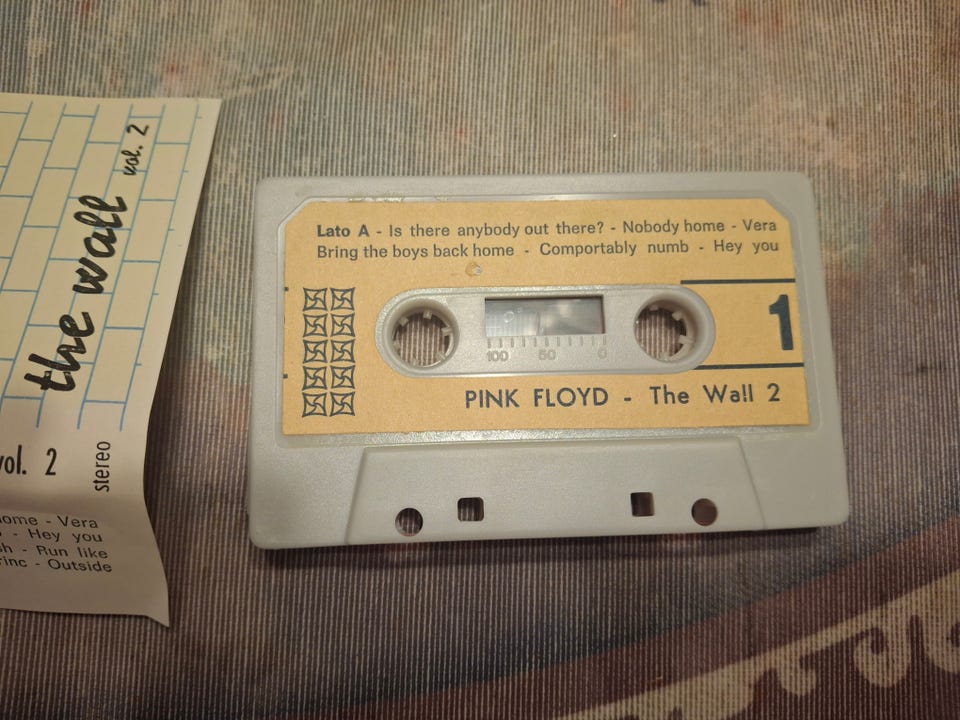 the wall vol. 2
vol. 2
stereo
home - Vera
- Hey you
- Run like
- Outside
Lato A - Is there anybody out there? - Nobody home - Vera
Bring the boys back home - Comportably numb - Hey you
100 50 0
1
PINK FLOYD - The Wall 2